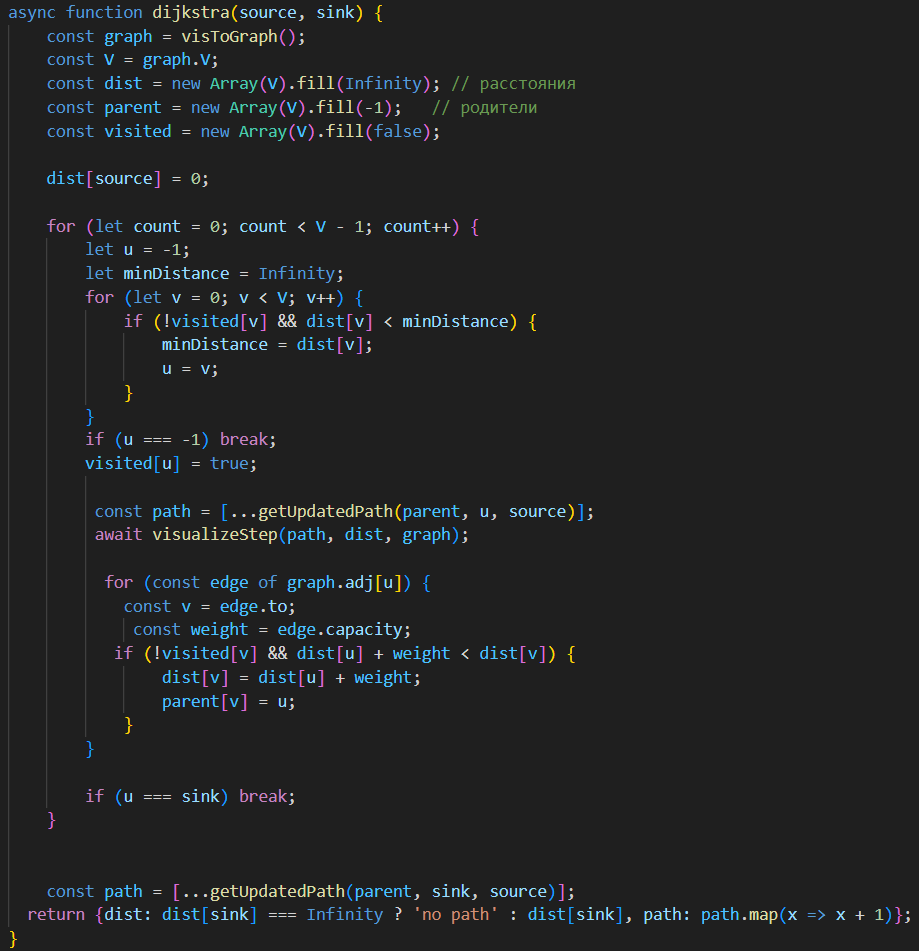 async function dijkstra(source, sink) {
    const graph = visToGraph();
    const V = graph.V;
    const dist = new Array(V).fill(Infinity); // расстояния
    const parent = new Array(V).fill(-1);   // родители
    const visited = new Array(V).fill(false);

    dist[source] = 0;

    for (let count = 0; count < V - 1; count++) {
        let u = -1;
        let minDistance = Infinity;
        for (let v = 0; v < V; v++) {
            if (!visited[v] && dist[v] < minDistance) {
                minDistance = dist[v];
                u = v;
            }
        }
        if (u === -1) break;
        visited[u] = true;

         const path = [...getUpdatedPath(parent, u, source)];
         await visualizeStep(path, dist, graph);

          for (const edge of graph.adj[u]) {
            const v = edge.to;
             const weight = edge.capacity;
           if (!visited[v] && dist[u] + weight < dist[v]) {
                dist[v] = dist[u] + weight;
                parent[v] = u;
            }
        }

        if (u === sink) break;
    }


    const path = [...getUpdatedPath(parent, sink, source)];
  return {dist: dist[sink] === Infinity ? 'no path' : dist[sink], path: path.map(x => x + 1)};
}